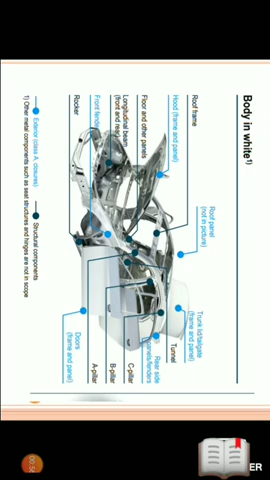 Body in white1)
Roof frame
Hood (frame and panel)
Floor and other panels
Longitudinal beam
(front and rear)
Front fender
Rocker
Roof panel
(not in picture)
Trunk lid/tailgate
(frame and panel)
Tunnel
Rear side
panels/fenders
C-pillar
B-pillar
A-pillar
Doors
(frame and panel)
Exterior (class A, closures)
Structural components
1) Other metal components such as seat structures and hinges are not in scope
ER